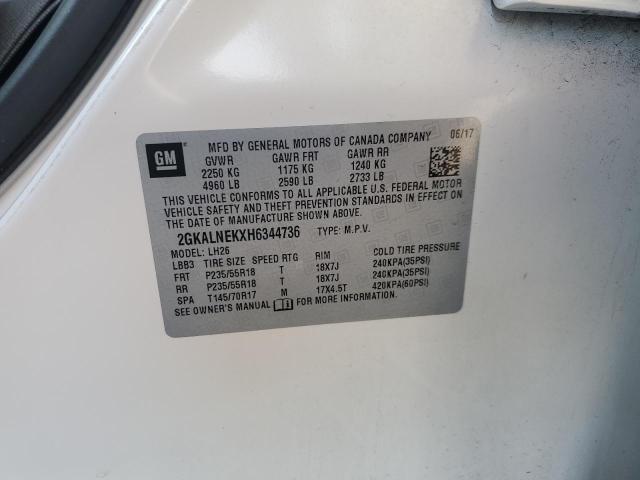 GM
MFD BY GENERAL MOTORS OF CANADA COMPANY 06/17
GVWR GAWR FRT GAWR RR
2250 KG 1175 KG 1240 KG
4960 LB 2590 LB 2733 LB
THIS VEHICLE CONFORMS TO ALL APPLICABLE U.S. FEDERAL MOTOR
VEHICLE SAFETY AND THEFT PREVENTION STANDARDS IN EFFECT ON
THE DATE OF MANUFACTURE SHOWN ABOVE.
2GKALNEKXH6344736 TYPE: M.P.V.
MODEL: LH26
LBB3 TIRE SIZE SPEED RTG RIM COLD TIRE PRESSURE
FRT P235/55R18 T 18X7J 240KPA(35PSI)
RR P235/55R18 T 18X7J 240KPA(35PSI)
SPA T145/70R17 M 17X4.5T 420KPA(60PSI)
SEE OWNER'S MANUAL FOR MORE INFORMATION.